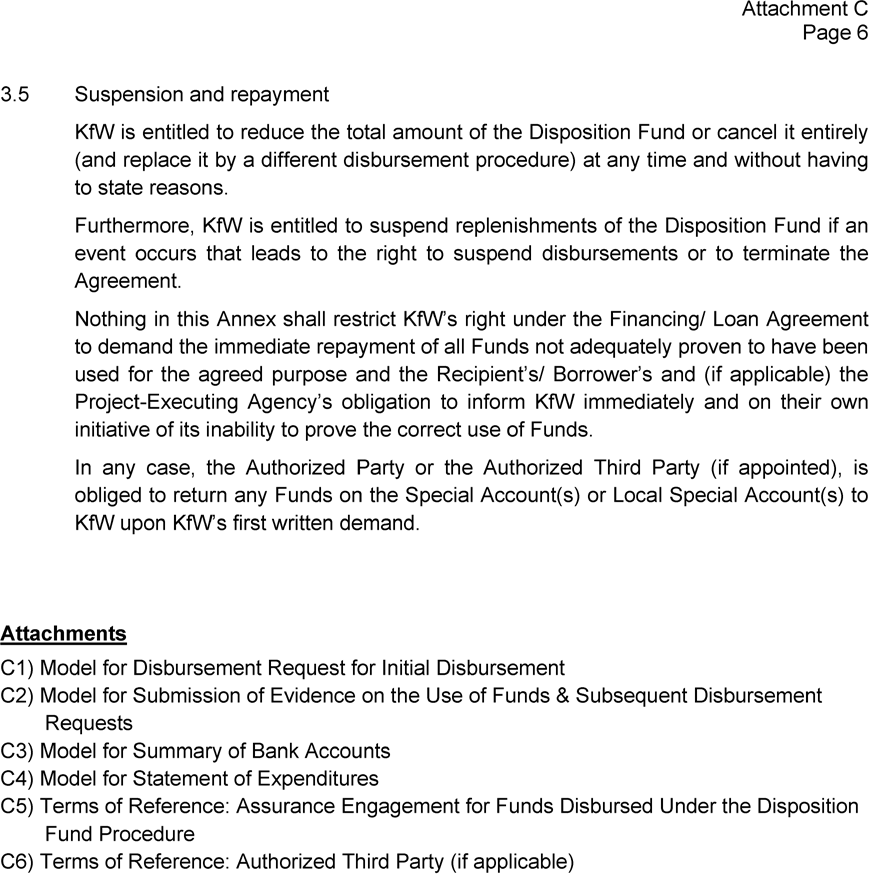 Attachment C
Page 6
3.5 Suspension and repayment
KfW is entitled to reduce the total amount of the Disposition Fund or cancel it entirely
(and replace it by a different disbursement procedure) at any time and without having
to state reasons.
Furthermore, KfW is entitled to suspend replenishments of the Disposition Fund if an
event occurs that leads to the right to suspend disbursements or to terminate the
Agreement.
Nothing in this Annex shall restrict KfW’s right under the Financing/ Loan Agreement
to demand the immediate repayment of all Funds not adequately proven to have been
used for the agreed purpose and the Recipient’s/ Borrower’s and (if applicable) the
Project-Executing Agency’s obligation to inform KfW immediately and on their own
initiative of its inability to prove the correct use of Funds.
In any case, the Authorized Party or the Authorized Third Party (if appointed), is
obliged to return any Funds on the Special Account(s) or Local Special Account(s) to
KfW upon KfW’s first written demand.
Attachments
C1) Model for Disbursement Request for Initial Disbursement
C2) Model for Submission of Evidence on the Use of Funds & Subsequent Disbursement
Requests
C3) Model for Summary of Bank Accounts
C4) Model for Statement of Expenditures
C5) Terms of Reference: Assurance Engagement for Funds Disbursed Under the Disposition
Fund Procedure
C6) Terms of Reference: Authorized Third Party (if applicable)